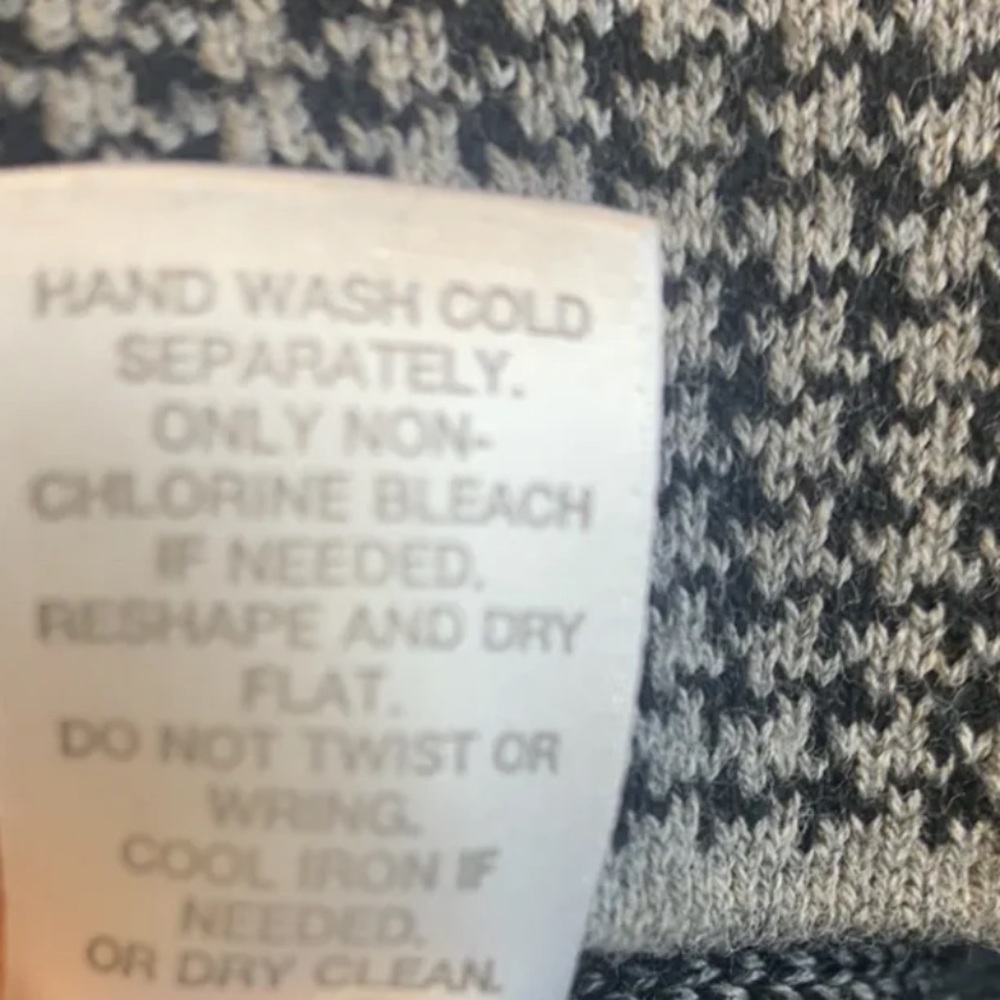 HAND WASH COLD
SEPARATELY.
ONLY NON-
CHLORINE BLEACH
IF NEEDED.
RESHAPE AND DRY
FLAT.
DO NOT TWIST OR
WRING.
COOL IRON IF
NEEDED.
OR DRY CLEAN.